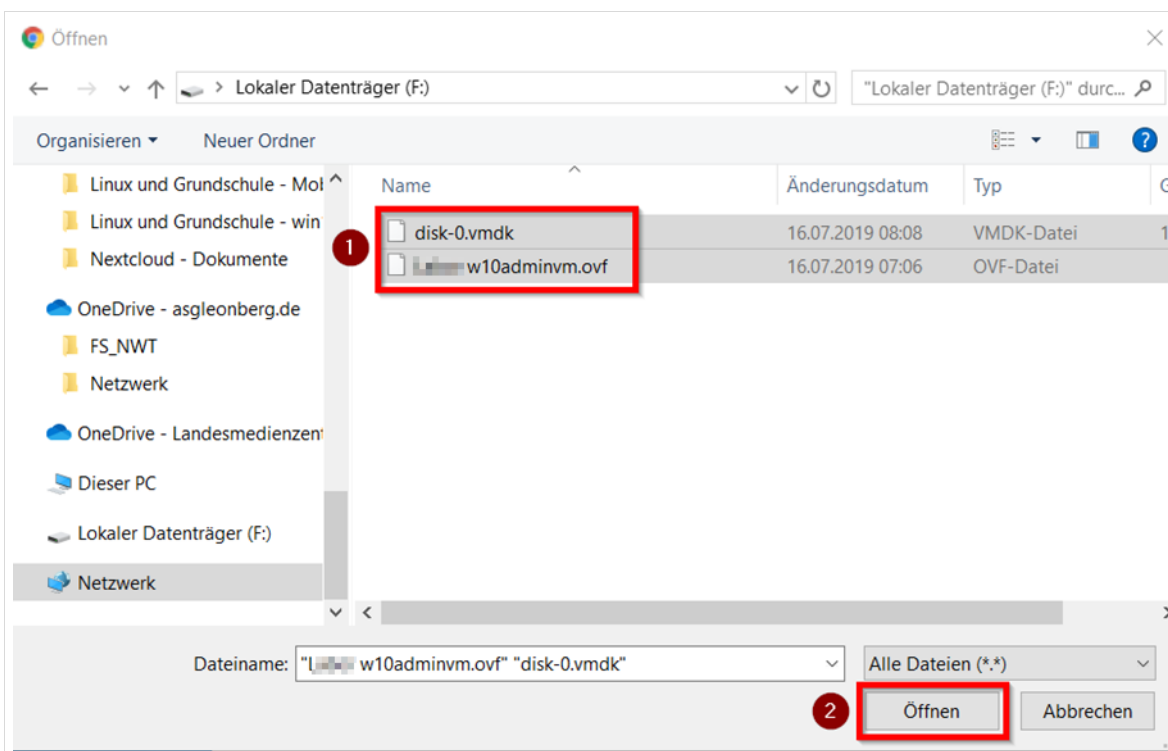 Öffnen
Lokaler Datenträger (F:)
"Lokaler Datenträger (F:)" durc...
Organisieren
Neuer Ordner
?
Linux und Grundschule - Mol
Linux und Grundschule - win
Nextcloud - Dokumente
OneDrive - asgleonberg.de
FS_NWT
Netzwerk
OneDrive - Landesmedienzen
Dieser PC
Lokaler Datenträger (F:)
Netzwerk
Name
Änderungsdatum
Typ
1
disk-0.vmdk
16.07.2019 08:08
VMDK-Datei
1
w10adminvm.ovf
16.07.2019 07:06
OVF-Datei
Dateiname:
w10adminvm.ovf" "disk-0.vmdk"
Alle Dateien (*.*)
2
Öffnen
Abbrechen